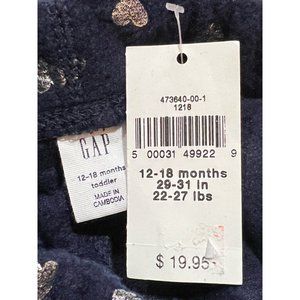 GAP
12-18 months
toddler
MADE IN
CAMBODIA
473640-00-1
1218
5 00031 49922 9
12-18 months
29-31 in
22-27 lbs
$ 19.95